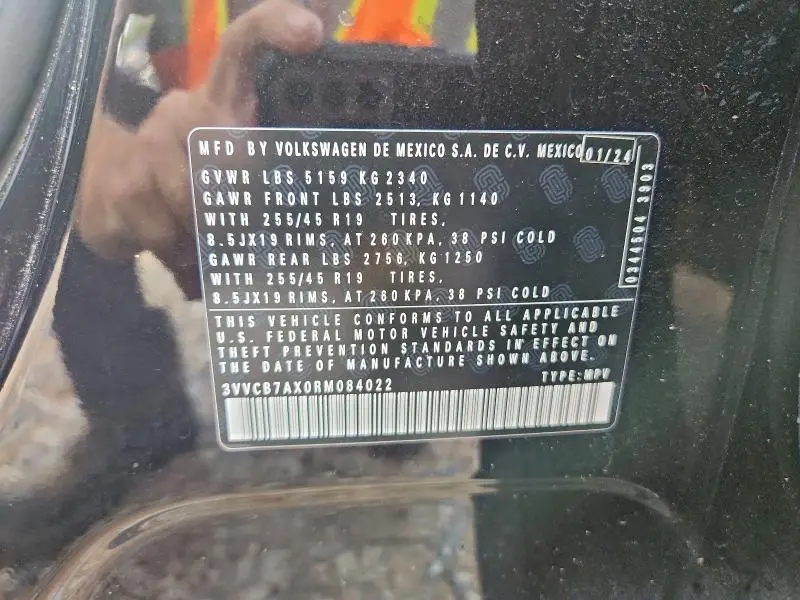 MFD BY VOLKSWAGEN DE MEXICO S.A. DE C.V. MEXICO 01/24
GVWR LBS 5159 KG 2340
GAWR FRONT LBS 2513, KG 1140
WITH 255/45 R19 TIRES,
8.5JX19 RIMS, AT 260 KPA, 38 PSI COLD
GAWR REAR LBS 2756, KG 1250
WITH 255/45 R19 TIRES,
8.5JX19 RIMS, AT 260 KPA, 38 PSI COLD
0344504 3903
THIS VEHICLE CONFORMS TO ALL APPLICABLE
U.S. FEDERAL MOTOR VEHICLE SAFETY AND
THEFT PREVENTION STANDARDS IN EFFECT ON
THE DATE OF MANUFACTURE SHOWN ABOVE.
3VVCB7AX0RM084022 TYPE: MPV